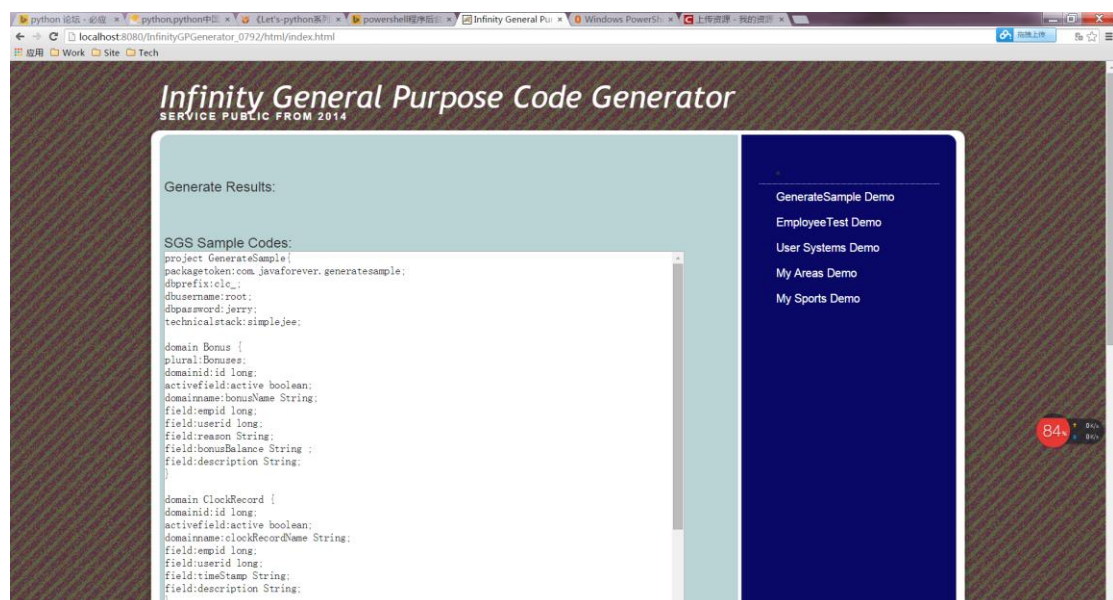 python 论坛 - 必应
python,python中国
《Let's-python系列
powershell程序后
Infinity General Pur
Windows PowerSh
上传资源 - 我的资源
localhost:8080/InfinityGPGenerator_0792/html/index.html
拖拽上传
应用 Work Site Tech
Infinity General Purpose Code Generator
SERVICE PUBLIC FROM 2014
Generate Results:
SGS Sample Codes:
project GenerateSample{
packagetoken:com.javaforever.generatesample;
dbprefix:clc_;
dbusername:root;
dbpassword:jerry;
technicalstack:simplejee;
domain Bonus {
plural:Bonuses;
domainid:id long;
activefield:active boolean;
domainname:bonusName String;
field:empid long;
field:userid long;
field:reason String;
field:bonusBalance String ;
field:description String;
}
domain ClockRecord {
domainid:id long;
activefield:active boolean;
domainname:clockRecordName String;
field:empid long;
field:userid long;
field:timeStamp String;
field:description String;
}
GenerateSample Demo
EmployeeTest Demo
User Systems Demo
My Areas Demo
My Sports Demo
84%
0K/s
0K/s